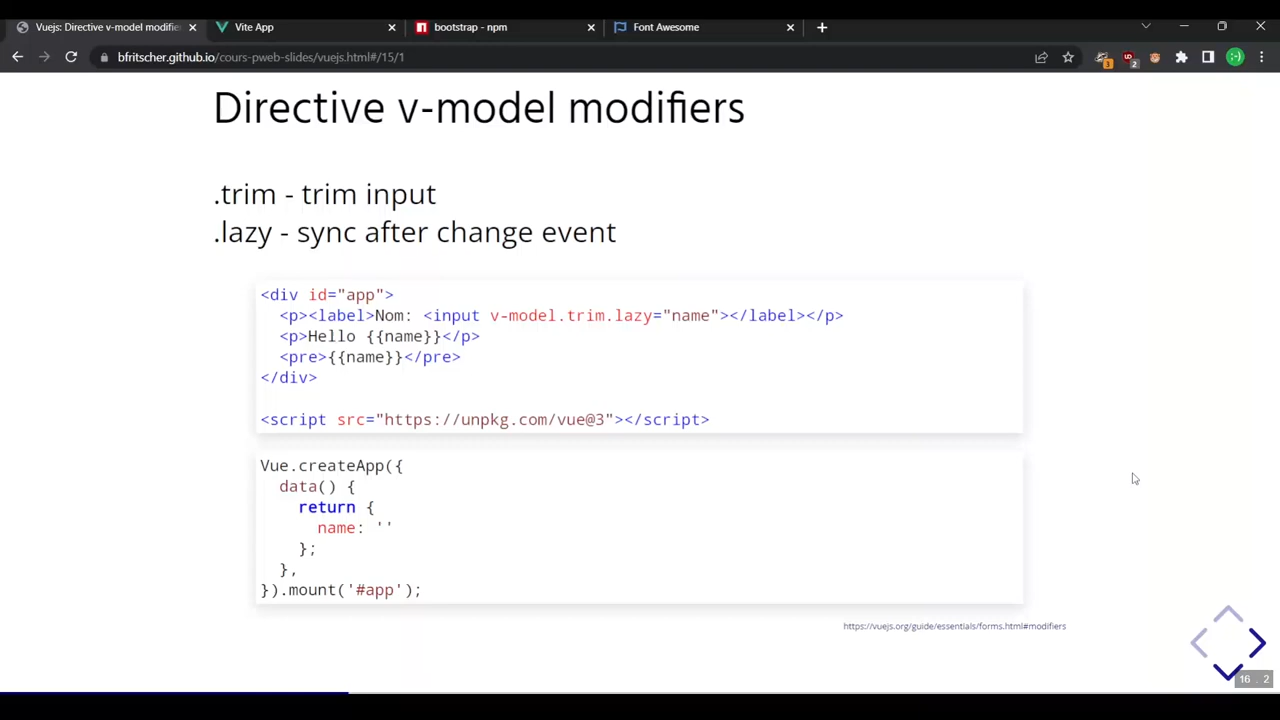 Vuejs: Directive v-model modifie
Vite App
bootstrap - npm
Font Awesome
bfritscher.github.io/cours-pweb-slides/vuejs.html#/15/1
3
2
Directive v-model modifiers
.trim - trim input
.lazy - sync after change event
<div id="app">
  <p><label>Nom: <input v-model.trim.lazy="name"></label></p>
  <p>Hello {{name}}</p>
  <pre>{{name}}</pre>
</div>
<script src="https://unpkg.com/vue@3"></script>
Vue.createApp({
  data() {
    return {
      name: ''
    };
  },
}).mount('#app');
https://vuejs.org/guide/essentials/forms.html#modifiers
16 . 2